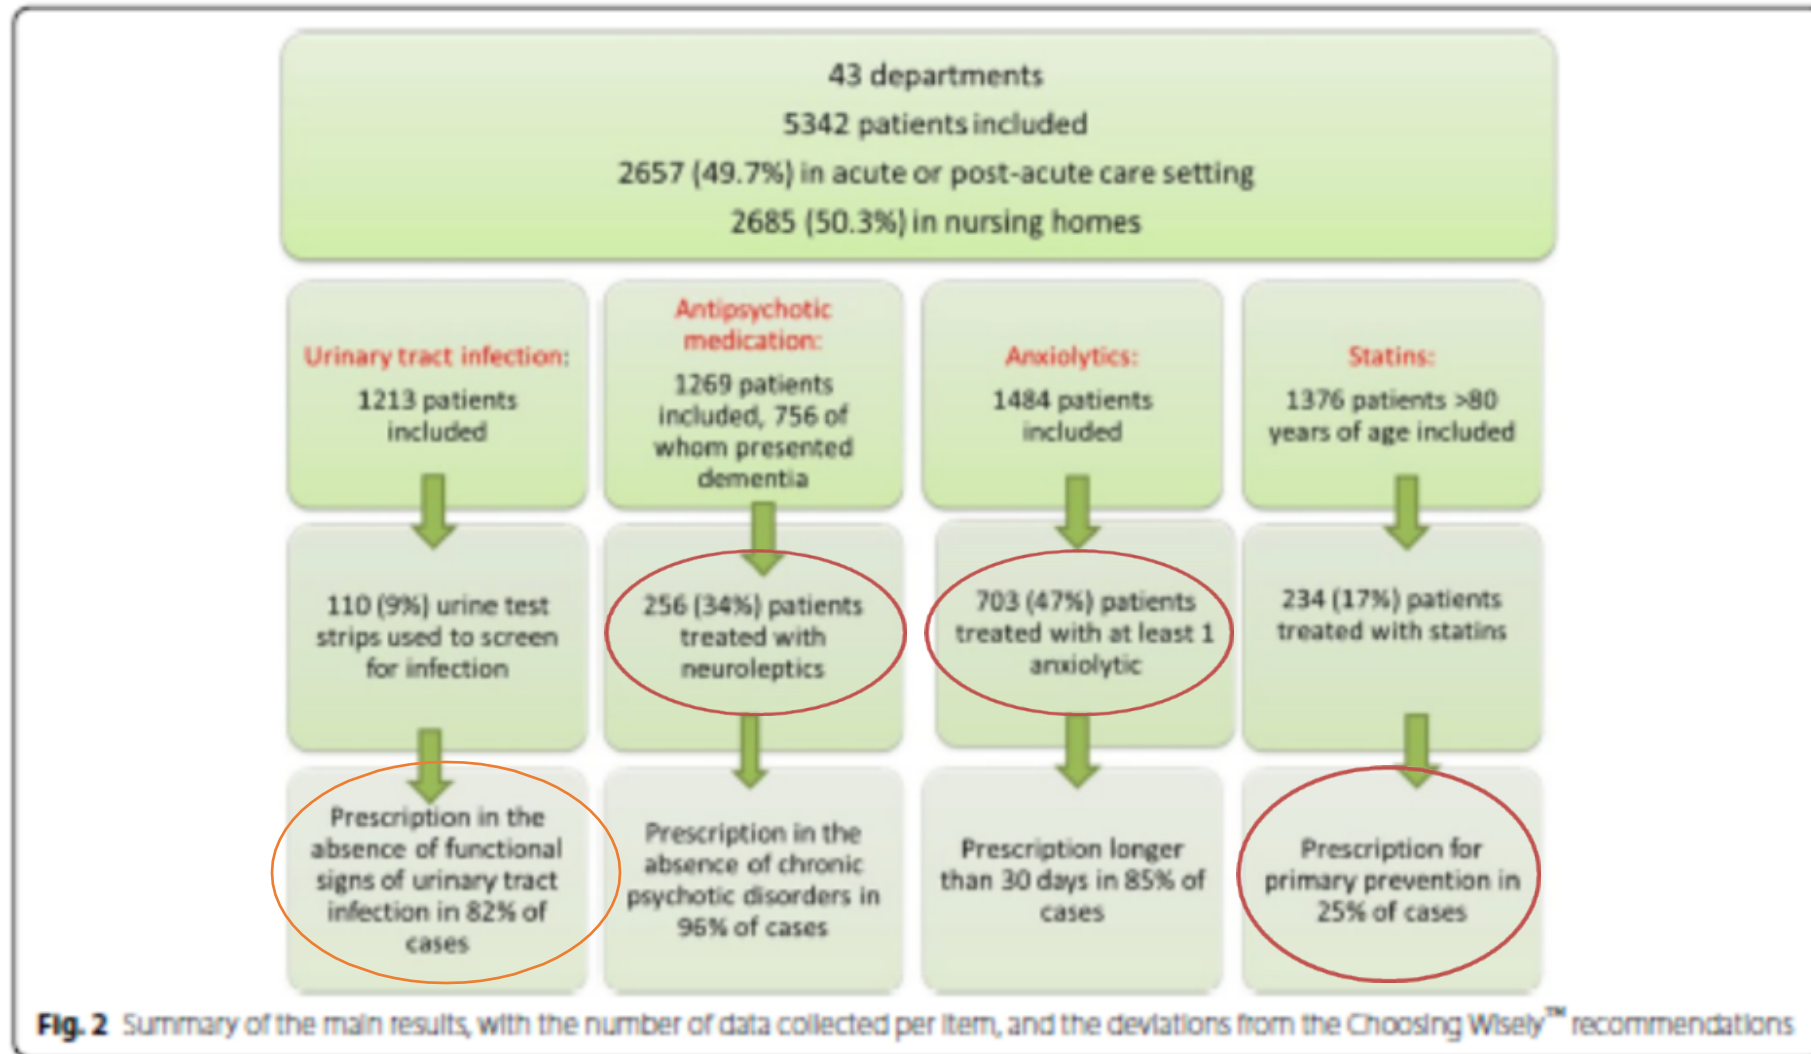 43 departments
5342 patients included
2657 (49.7%) in acute or post-acute care setting
2685 (50.3%) in nursing homes
Urinary tract infection:
1213 patients
included
Antipsychotic
medication:
1269 patients
included, 756 of
whom presented
dementia
Anxiolytics:
1484 patients
included
Statins:
1376 patients >80
years of age included
110 (9%) urine test
strips used to screen
for infection
256 (34%) patients
treated with
neuroleptics
703 (47%) patients
treated with at least 1
anxiolytic
234 (17%) patients
treated with statins
Prescription in the
absence of functional
signs of urinary tract
infection in 82% of
cases
Prescription in the
absence of chronic
psychotic disorders in
96% of cases
Prescription longer
than 30 days in 85% of
cases
Prescription for
primary prevention in
25% of cases
Fig. 2 Summary of the main results, with the number of data collected per item, and the deviations from the Choosing Wisely™ recommendations